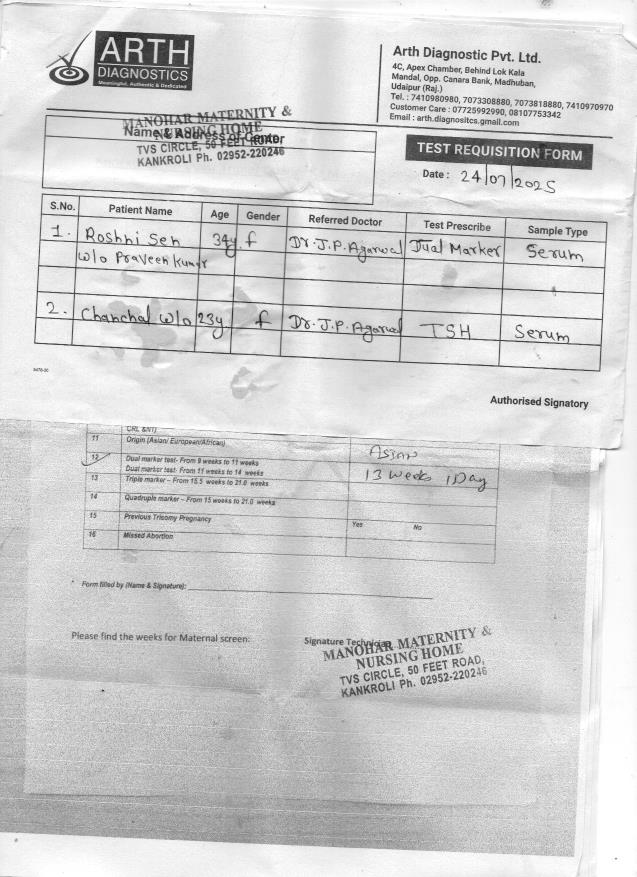 ARTH
DIAGNOSTICS
Meaningful, Authentic & Dedicated
Arth Diagnostic Pvt. Ltd.
4C, Apex Chamber, Behind Lok Kala
Mandal, Opp. Canara Bank, Madhuban,
Udaipur (Raj.)
Tel. : 7410980980, 7073308880, 7073818880, 7410970970
Customer Care : 07725992990, 08107753342
Email : arth.diagnositcs.gmail.com
MANOHAR MATERNITY &
NURSING HOME
Name & Address of Center
TVS CIRCLE, 50 FEET ROAD
KANKROLI Ph. 02952-220246
TEST REQUISITION FORM
Date : 24/07/2025
S.No. Patient Name Age Gender Referred Doctor Test Prescribe Sample Type
1. Roshni Sen 34y f Dr. J.P. Agarwal Dual Marker Serum
w/o Praveen Kumar
2. Chanchal w/o 23y f Dr. J.P. Agarwal TSH Serum
Authorised Signatory
CRL &NT)
11 Origin (Asian/ European/African) ASIAN
12 Dual marker test- From 9 weeks to 11 weeks
Dual marker test- From 11 weeks to 14 weeks 13 weeks 1Day
13 Triple marker – From 15.5 weeks to 21.0 weeks
14 Quadruple marker – From 15 weeks to 21.0 weeks
15 Previous Trisomy Pregnancy Yes No
16 Missed Abortion
* Form filled by (Name & Signature):
Please find the weeks for Maternal screen: Signature Technician
MANOHAR MATERNITY &
NURSING HOME
TVS CIRCLE, 50 FEET ROAD,
KANKROLI Ph. 02952-220246